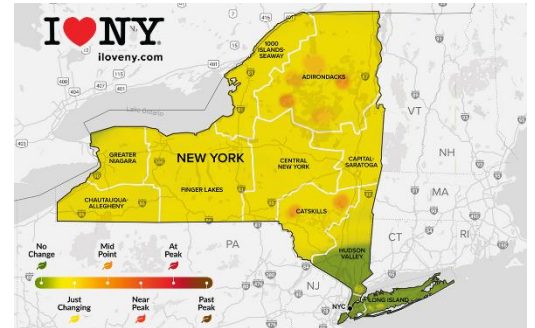 I NY.
iloveny.com
1000
ISLANDS-
SEAWAY
ADIRONDACKS
Lake Ontario
VT
NH
GREATER
NIAGARA
NEW YORK
CENTRAL
NEW YORK
CAPITAL-
SARATOGA
CHAUTAUQUA-
ALLEGHENY
FINGER LAKES
MA
CATSKILLS
PA
HUDSON
VALLEY
CT
RI
NJ
NYC
LONG ISLAND
No
Change
Mid
Point
At
Peak
Just
Changing
Near
Peak
Past
Peak